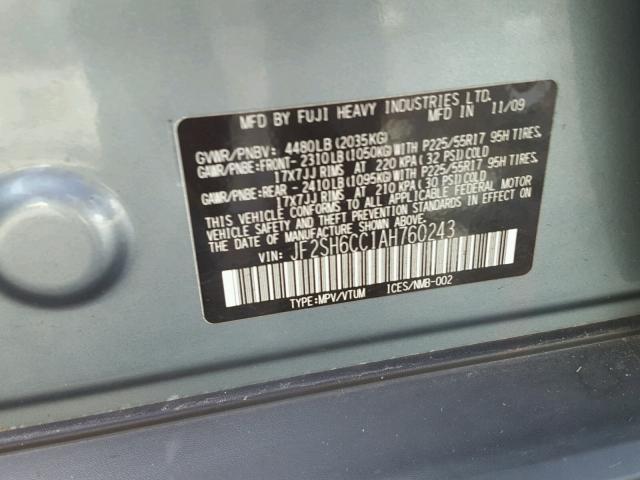 MFD BY FUJI HEAVY INDUSTRIES LTD.
MFD IN 11/09
GVWR/PNBV: 4480LB (2035KG)
GAWR/PNBE:FRONT- 2310LB(1050KG)WITH P225/55R17 95H TIRES,
17X7JJ RIMS AT 220 KPA(32 PSI)COLD
GAWR/PNBE:REAR - 2410LB(1095KG)WITH P225/55R17 95H TIRES,
17X7JJ RIMS AT 210 KPA(30 PSI)COLD
THIS VEHICLE CONFORMS TO ALL APPLICABLE FEDERAL MOTOR
VEHICLE SAFETY AND THEFT PREVENTION STANDARDS IN EFFECT ON
THE DATE OF MANUFACTURE SHOWN ABOVE.
VIN: JF2SH6CC1AH760243
TYPE:MPV/VTUM ICES/NMB-002